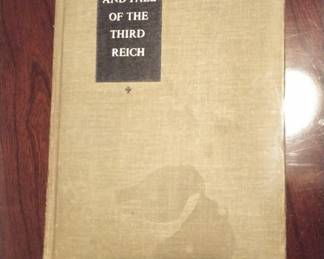 AND FALL
OF THE
THIRD
REICH